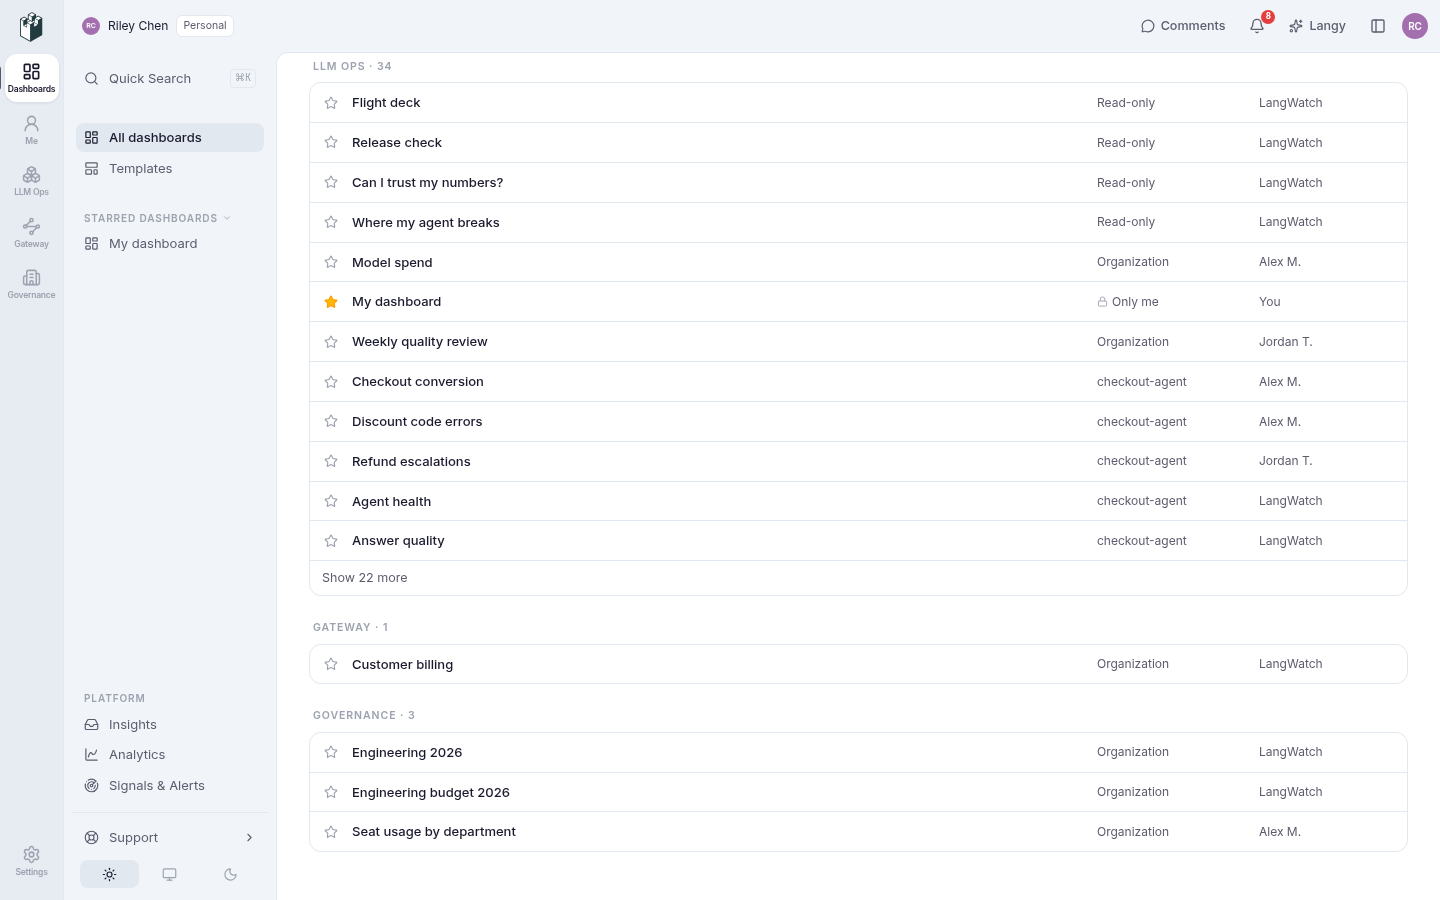 RC Riley Chen Personal
Comments
8
Langy
RC
Dashboards
Me
LLM Ops
Gateway
Governance
Settings
Quick Search ⌘K
All dashboards
Templates
STARRED DASHBOARDS
My dashboard
PLATFORM
Insights
Analytics
Signals & Alerts
Support
LLM OPS · 34
Flight deck Read-only LangWatch
Release check Read-only LangWatch
Can I trust my numbers? Read-only LangWatch
Where my agent breaks Read-only LangWatch
Model spend Organization Alex M.
My dashboard Only me You
Weekly quality review Organization Jordan T.
Checkout conversion checkout-agent Alex M.
Discount code errors checkout-agent Alex M.
Refund escalations checkout-agent Jordan T.
Agent health checkout-agent LangWatch
Answer quality checkout-agent LangWatch
Show 22 more
GATEWAY · 1
Customer billing Organization LangWatch
GOVERNANCE · 3
Engineering 2026 Organization LangWatch
Engineering budget 2026 Organization LangWatch
Seat usage by department Organization Alex M.